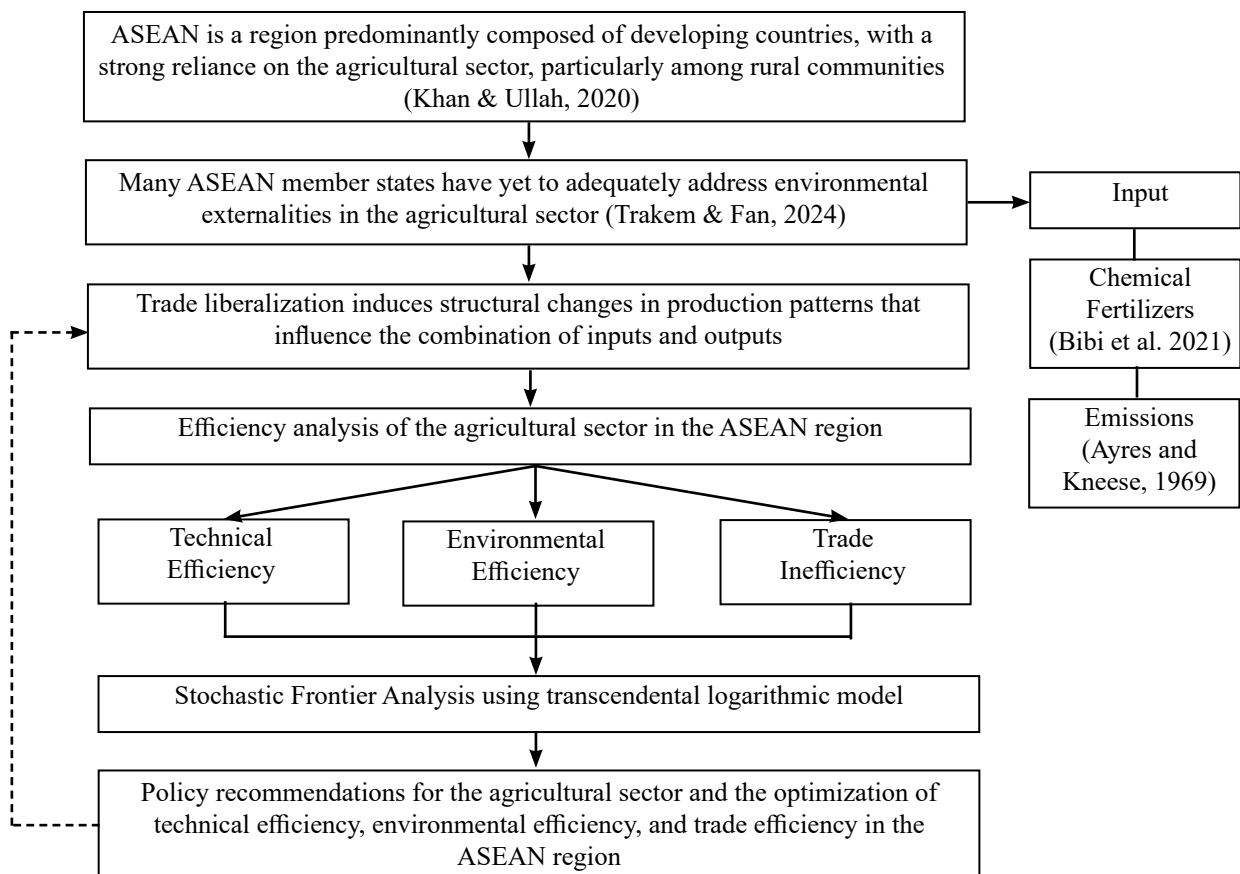 ASEAN is a region predominantly composed of developing countries, with a
strong reliance on the agricultural sector, particularly among rural communities
(Khan & Ullah, 2020)
Many ASEAN member states have yet to adequately address environmental
externalities in the agricultural sector (Trakem & Fan, 2024)
Input
Chemical
Fertilizers
(Bibi et al. 2021)
Emissions
(Ayres and
Kneese, 1969)
Trade liberalization induces structural changes in production patterns that
influence the combination of inputs and outputs
Efficiency analysis of the agricultural sector in the ASEAN region
Technical
Efficiency
Environmental
Efficiency
Trade
Inefficiency
Stochastic Frontier Analysis using transcendental logarithmic model
Policy recommendations for the agricultural sector and the optimization of
technical efficiency, environmental efficiency, and trade efficiency in the
ASEAN region